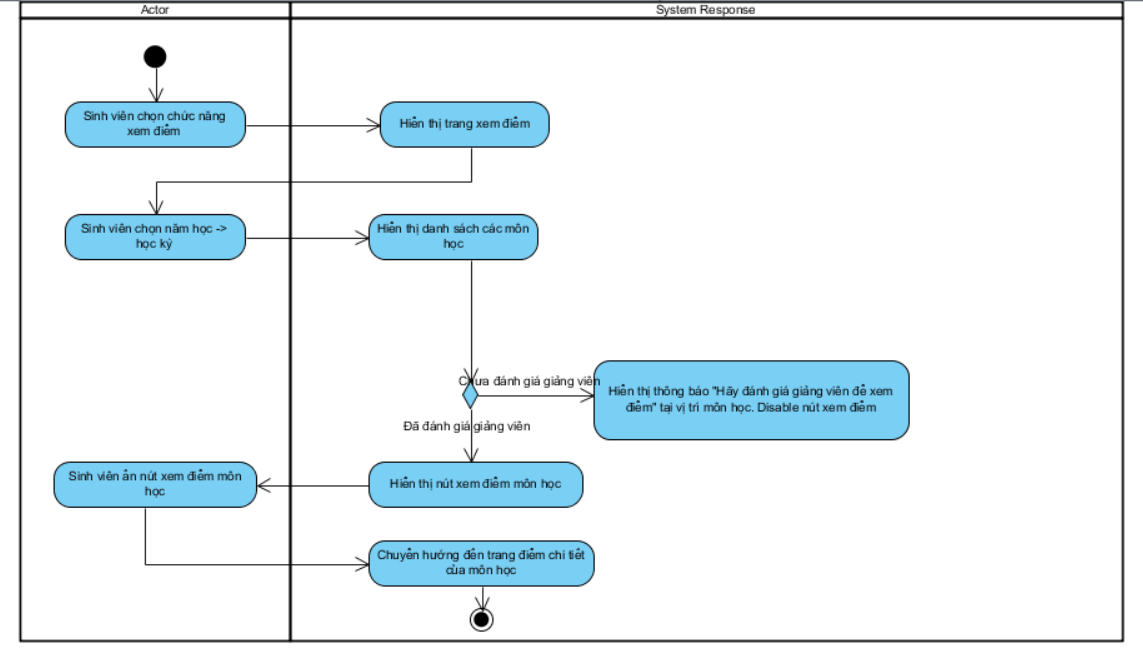 Actor
System Response
Sinh viên chọn chức năng
xem điểm
Hiển thị trang xem điểm
Sinh viên chọn năm học ->
học kỳ
Hiển thị danh sách các môn
học
Chưa đánh giá giảng viên
Hiển thị thông báo "Hãy đánh giá giảng viên để xem
điểm" tại vị trí môn học. Disable nút xem điểm
Đã đánh giá giảng viên
Sinh viên ấn nút xem điểm môn
học
Hiển thị nút xem điểm môn học
Chuyển hướng đến trang điểm chi tiết
của môn học